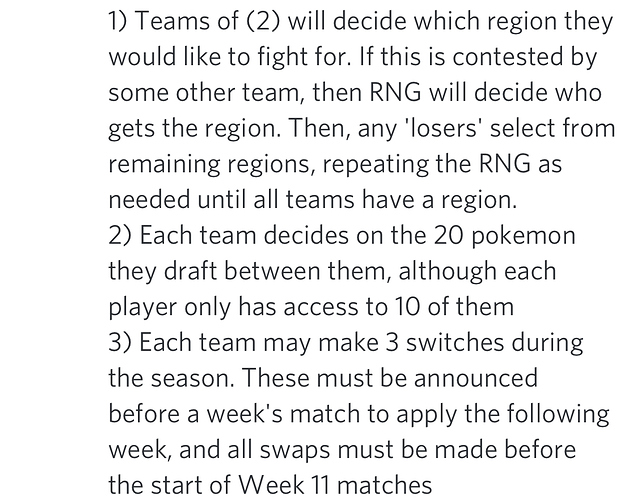 1) Teams of (2) will decide which region they
would like to fight for. If this is contested by
some other team, then RNG will decide who
gets the region. Then, any 'losers' select from
remaining regions, repeating the RNG as
needed until all teams have a region.
2) Each team decides on the 20 pokemon
they draft between them, although each
player only has access to 10 of them
3) Each team may make 3 switches during
the season. These must be announced
before a week's match to apply the following
week, and all swaps must be made before
the start of Week 11 matches